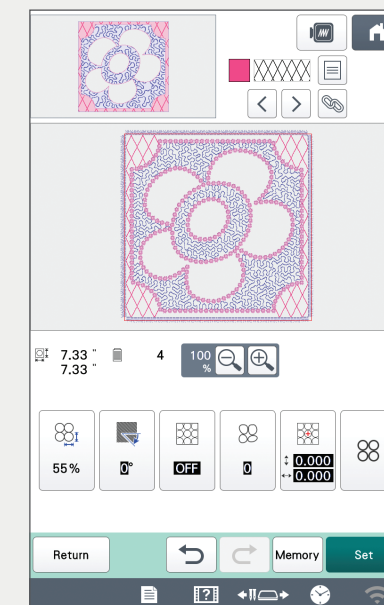 7.33 "
7.33 "
4
100
%
55%
0°
OFF
0
0.000
0.000
Return
Memory
Set